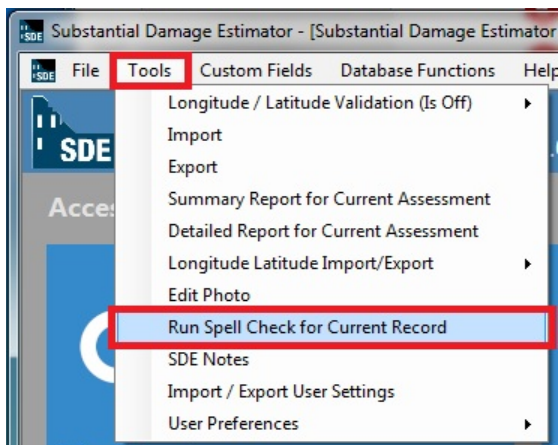 SDE Substantial Damage Estimator - [Substantial Damage Estimator
SDE File Tools Custom Fields Database Functions Help
SDE
Longitude / Latitude Validation (Is Off)
Import
Export
Summary Report for Current Assessment
Detailed Report for Current Assessment
Longitude Latitude Import/Export
Edit Photo
Run Spell Check for Current Record
SDE Notes
Import / Export User Settings
User Preferences